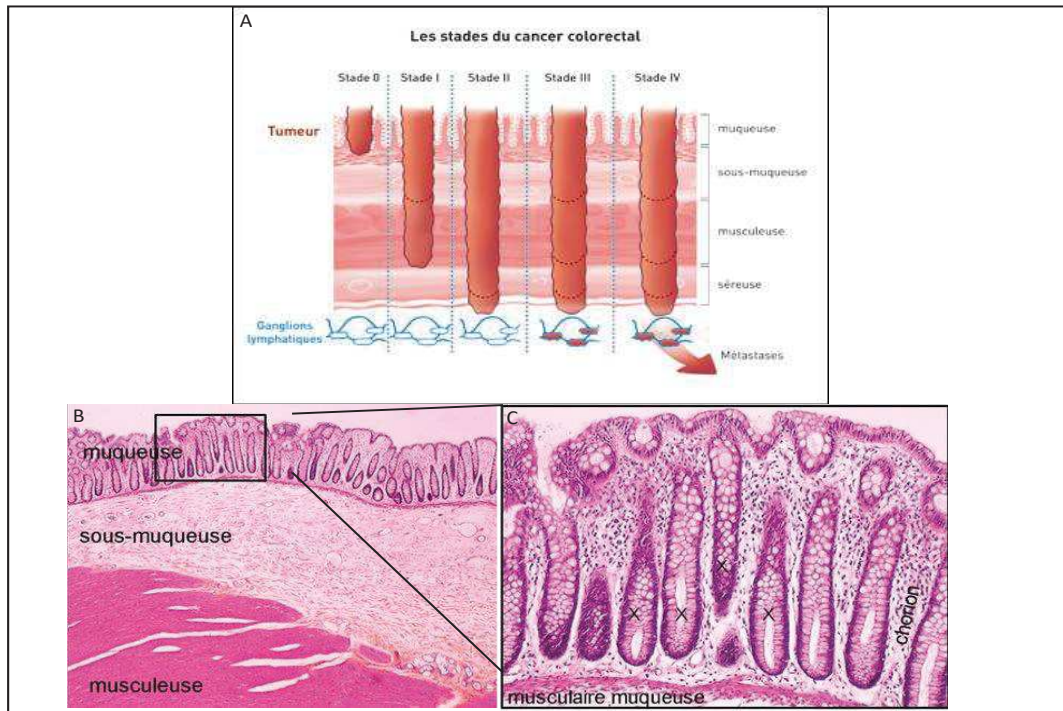 A
Les stades du cancer colorectal
Stade 0 Stade I Stade II Stade III Stade IV
Tumeur
muqueuse
sous-muqueuse
musculeuse
séreuse
Ganglions
lymphatiques
Métastases
B
muqueuse
sous-muqueuse
musculeuse
C
X X X X
chorion
musculaire muqueuse